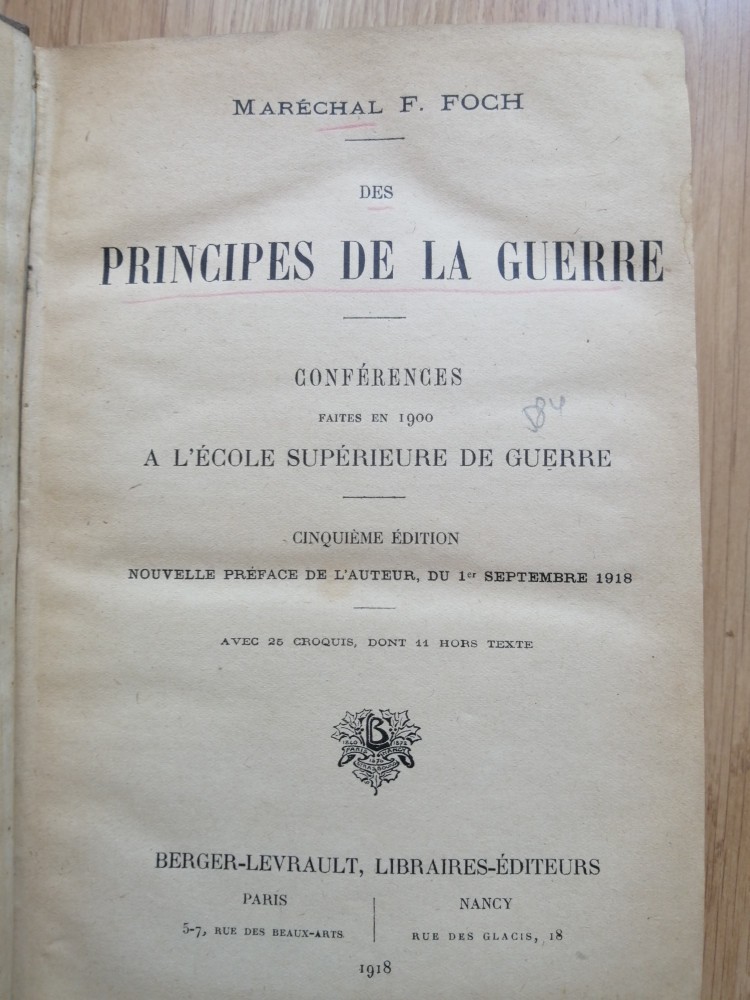 MARÉCHAL F. FOCH
DES
PRINCIPES DE LA GUERRE
CONFÉRENCES
FAITES EN 1900
584
A L'ÉCOLE SUPÉRIEURE DE GUERRE
CINQUIÈME ÉDITION
NOUVELLE PRÉFACE DE L'AUTEUR, DU 1er SEPTEMBRE 1918
AVEC 25 CROQUIS, DONT 11 HORS TEXTE
BERGER-LEVRAULT, LIBRAIRES-ÉDITEURS
PARIS
5-7, RUE DES BEAUX-ARTS
NANCY
RUE DES GLACIS, 18
1918